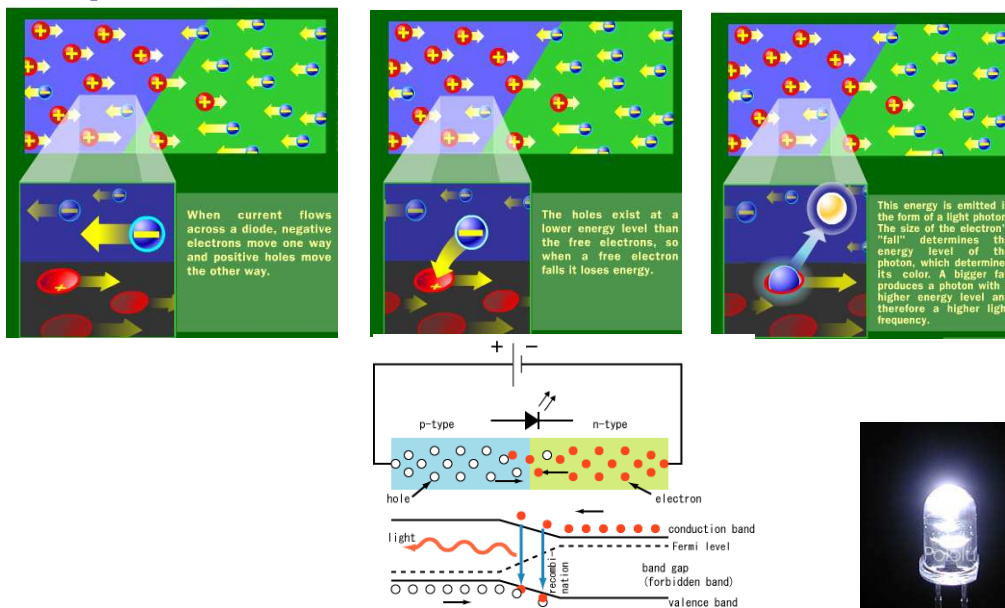 When current flows
across a diode, negative
electrons move one way
and positive holes move
the other way.
The holes exist at a
lower energy level than
the free electrons, so
when a free electron
falls it loses energy.
This energy is emitted i
the form of a light photon
The size of the electron'
"fall" determines th
energy level of th
photon, which determine
its color. A bigger fa
produces a photon with
higher energy level an
therefore a higher ligh
frequency.
+ −
p-type n-type
hole electron
conduction band
light
Fermi level
recombi-
nation
band gap
(forbidden band)
valence band
Pololu